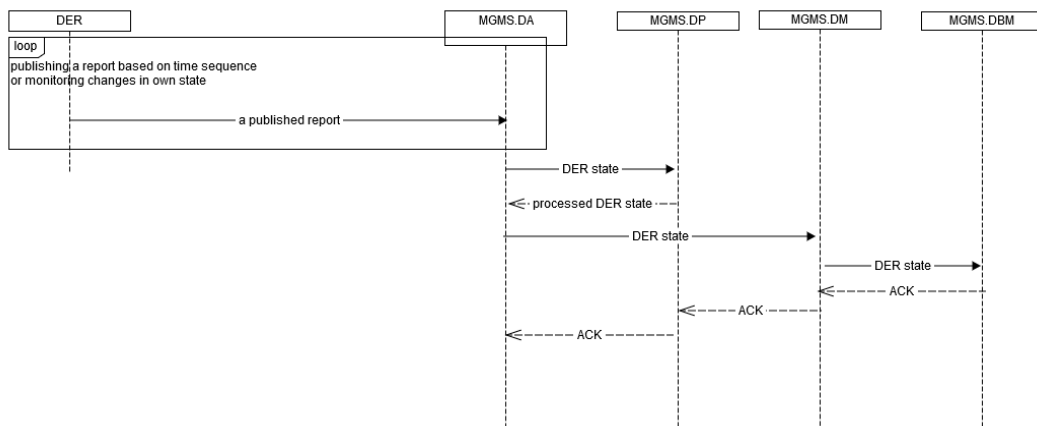 DER
MGMS.DA
MGMS.DP
MGMS.DM
MGMS.DBM
loop
publishing a report based on time sequence
or monitoring changes in own state
a published report
DER state
processed DER state
DER state
DER state
ACK
ACK
ACK